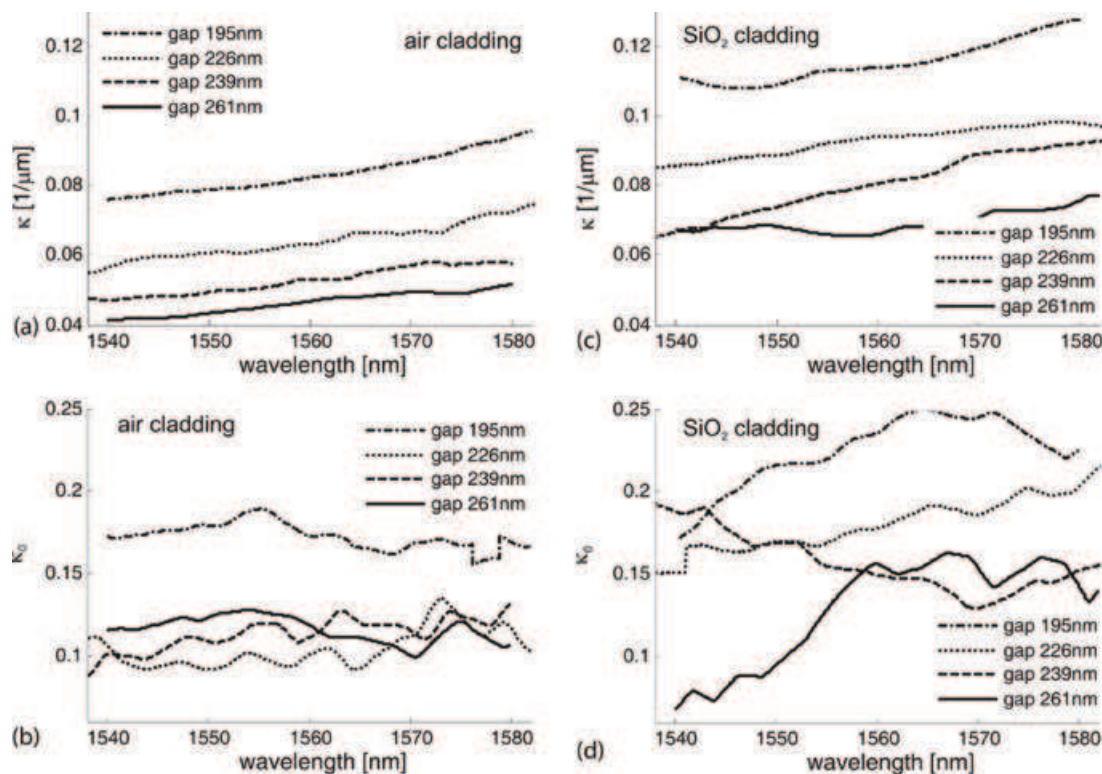 gap 195nm
gap 226nm
gap 239nm
gap 261nm
air cladding
0.12
0.1
0.08
0.06
0.04
κ [1/μm]
1540 1550 1560 1570 1580
wavelength [nm]
(a)
SiO₂ cladding
0.12
0.1
0.08
0.06
0.04
κ [1/μm]
gap 195nm
gap 226nm
gap 239nm
gap 261nm
1540 1550 1560 1570 1580
wavelength [nm]
(c)
air cladding
gap 195nm
gap 226nm
gap 239nm
gap 261nm
0.25
0.2
0.15
0.1
κ₀
1540 1550 1560 1570 1580
wavelength [nm]
(b)
SiO₂ cladding
0.25
0.2
0.15
0.1
κ₀
gap 195nm
gap 226nm
gap 239nm
gap 261nm
1540 1550 1560 1570 1580
wavelength [nm]
(d)